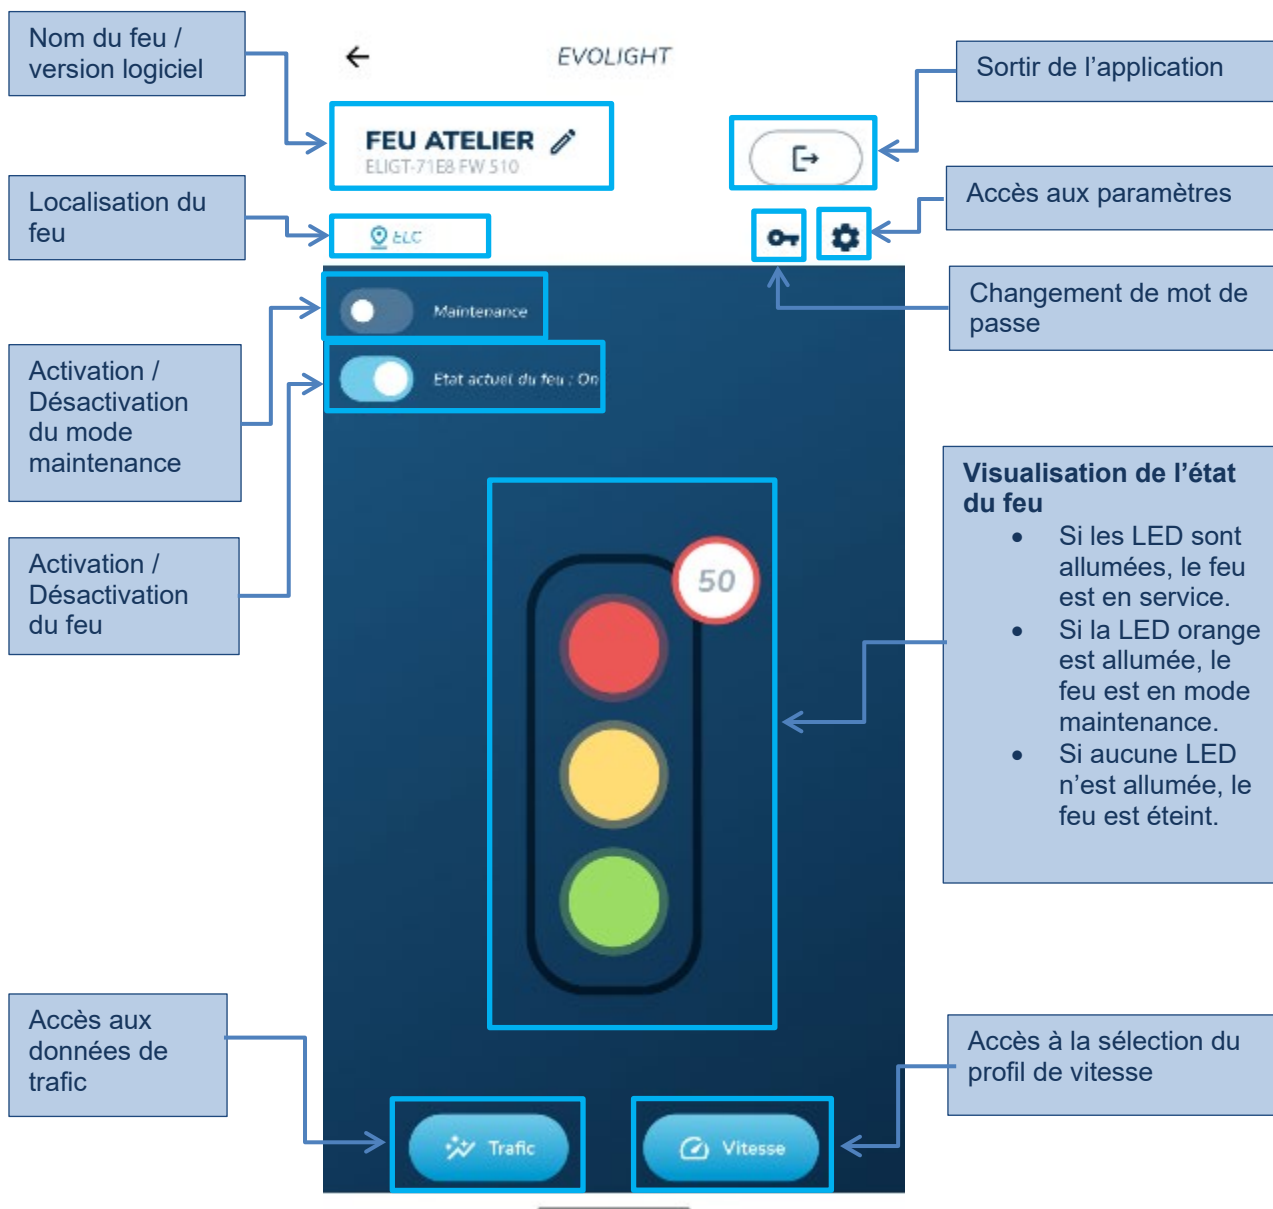 Nom du feu /
version logiciel
EVOLIGHT
Sortir de l'application
FEU ATELIER
ELIGT-71E8 FW 510
Localisation du
feu
ELC
Accès aux paramètres
Changement de mot de
passe
Maintenance
Activation /
Désactivation
du mode
maintenance
Etat actuel du feu : On
Activation /
Désactivation
du feu
Visualisation de l'état
du feu
• Si les LED sont
allumées, le feu
est en service.
• Si la LED orange
est allumée, le
feu est en mode
maintenance.
• Si aucune LED
n'est allumée, le
feu est éteint.
50
Accès aux
données de
trafic
Accès à la sélection du
profil de vitesse
Trafic
Vitesse